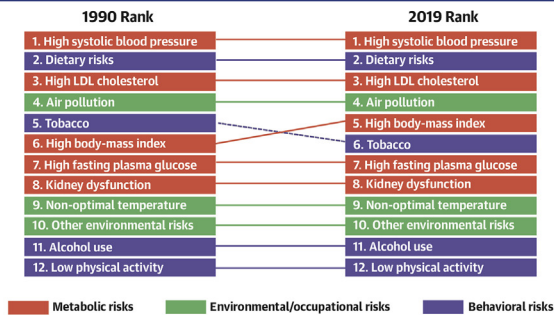 1990 Rank
2019 Rank
1. High systolic blood pressure
1. High systolic blood pressure
2. Dietary risks
2. Dietary risks
3. High LDL cholesterol
3. High LDL cholesterol
4. Air pollution
4. Air pollution
5. Tobacco
5. High body-mass index
6. High body-mass index
6. Tobacco
7. High fasting plasma glucose
7. High fasting plasma glucose
8. Kidney dysfunction
8. Kidney dysfunction
9. Non-optimal temperature
9. Non-optimal temperature
10. Other environmental risks
10. Other environmental risks
11. Alcohol use
11. Alcohol use
12. Low physical activity
12. Low physical activity
Metabolic risks
Environmental/occupational risks
Behavioral risks